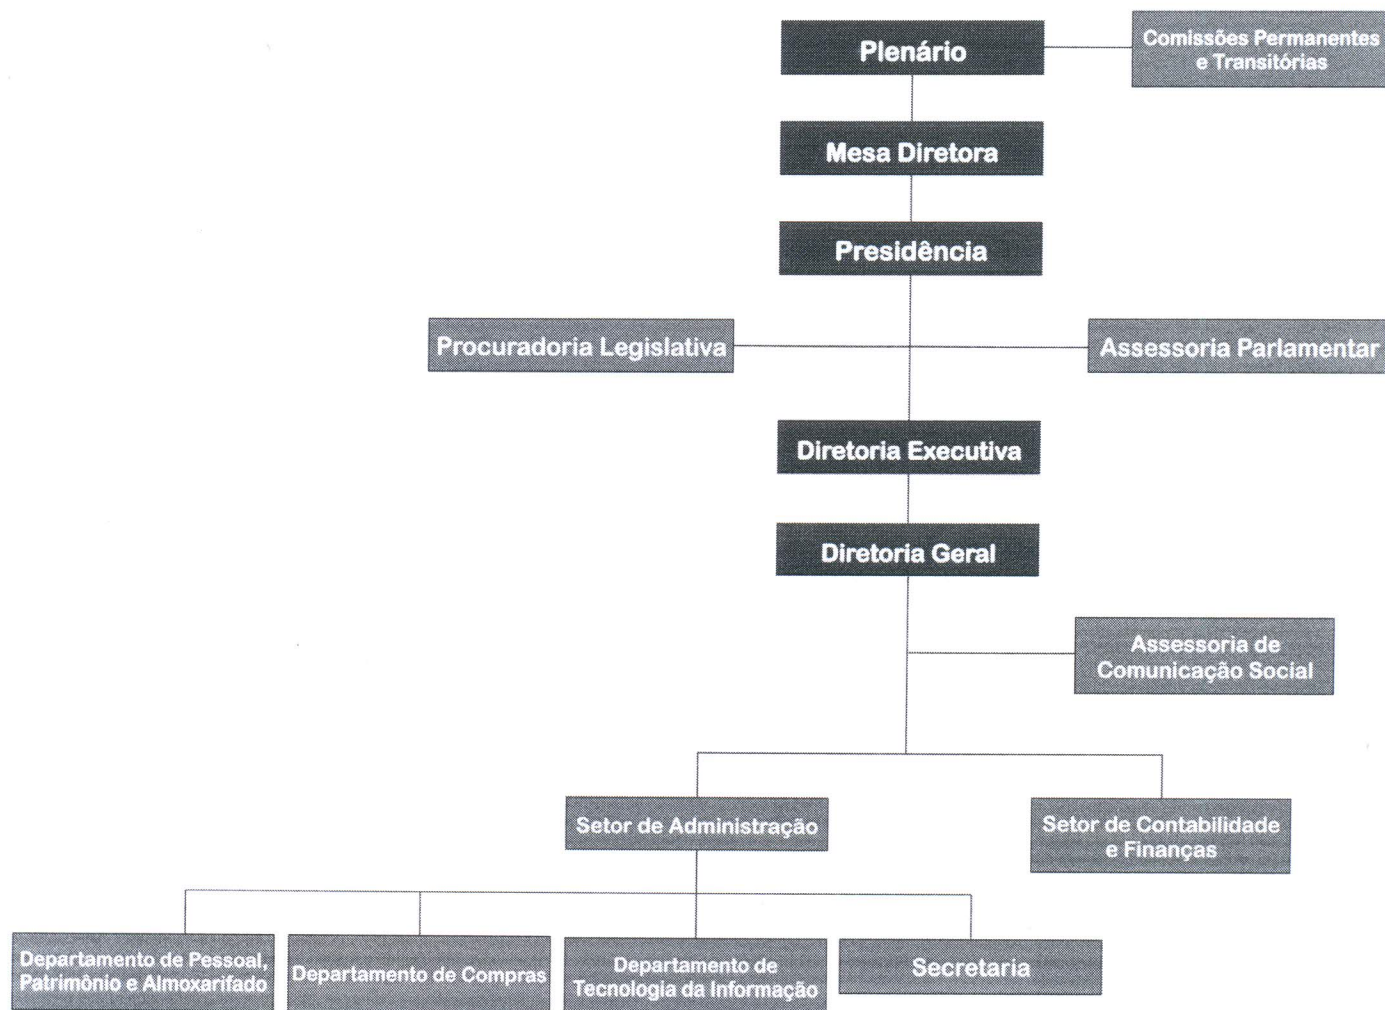 Plenário
Comissões Permanentes
e Transitórias
Mesa Diretora
Presidência
Procuradoria Legislativa
Assessoria Parlamentar
Diretoria Executiva
Diretoria Geral
Assessoria de
Comunicação Social
Setor de Administração
Setor de Contabilidade
e Finanças
Departamento de Pessoal,
Patrimônio e Almoxarifado
Departamento de Compras
Departamento de
Tecnologia da Informação
Secretaria